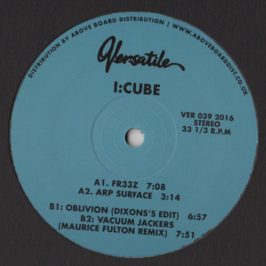 DISTRIBUTION BY ABOVE BOARD DISTRIBUTION
WWW.ABOVEBOARDDIST.CO.UK
Versatile
I:CUBE
VER 039 2016
STEREO
33 1/3 R.P.M
A1. FR33Z 7:08
A2. ARP SURFACE 3:14
B1: OBLIVION (DIXONS'S EDIT) 6:57
B2: VACUUM JACKERS
(MAURICE FULTON REMIX) 7:51